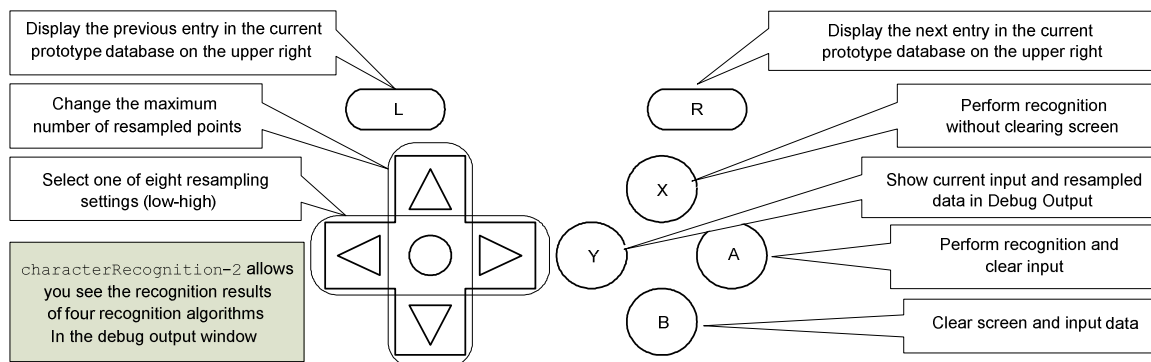 Display the previous entry in the current
prototype database on the upper right
Display the next entry in the current
prototype database on the upper right
Change the maximum
number of resampled points
L
R
Perform recognition
without clearing screen
Select one of eight resampling
settings (low-high)
X
Show current input and resampled
data in Debug Output
Y
A
Perform recognition and
clear input
characterRecognition-2 allows
you see the recognition results
of four recognition algorithms
In the debug output window
B
Clear screen and input data